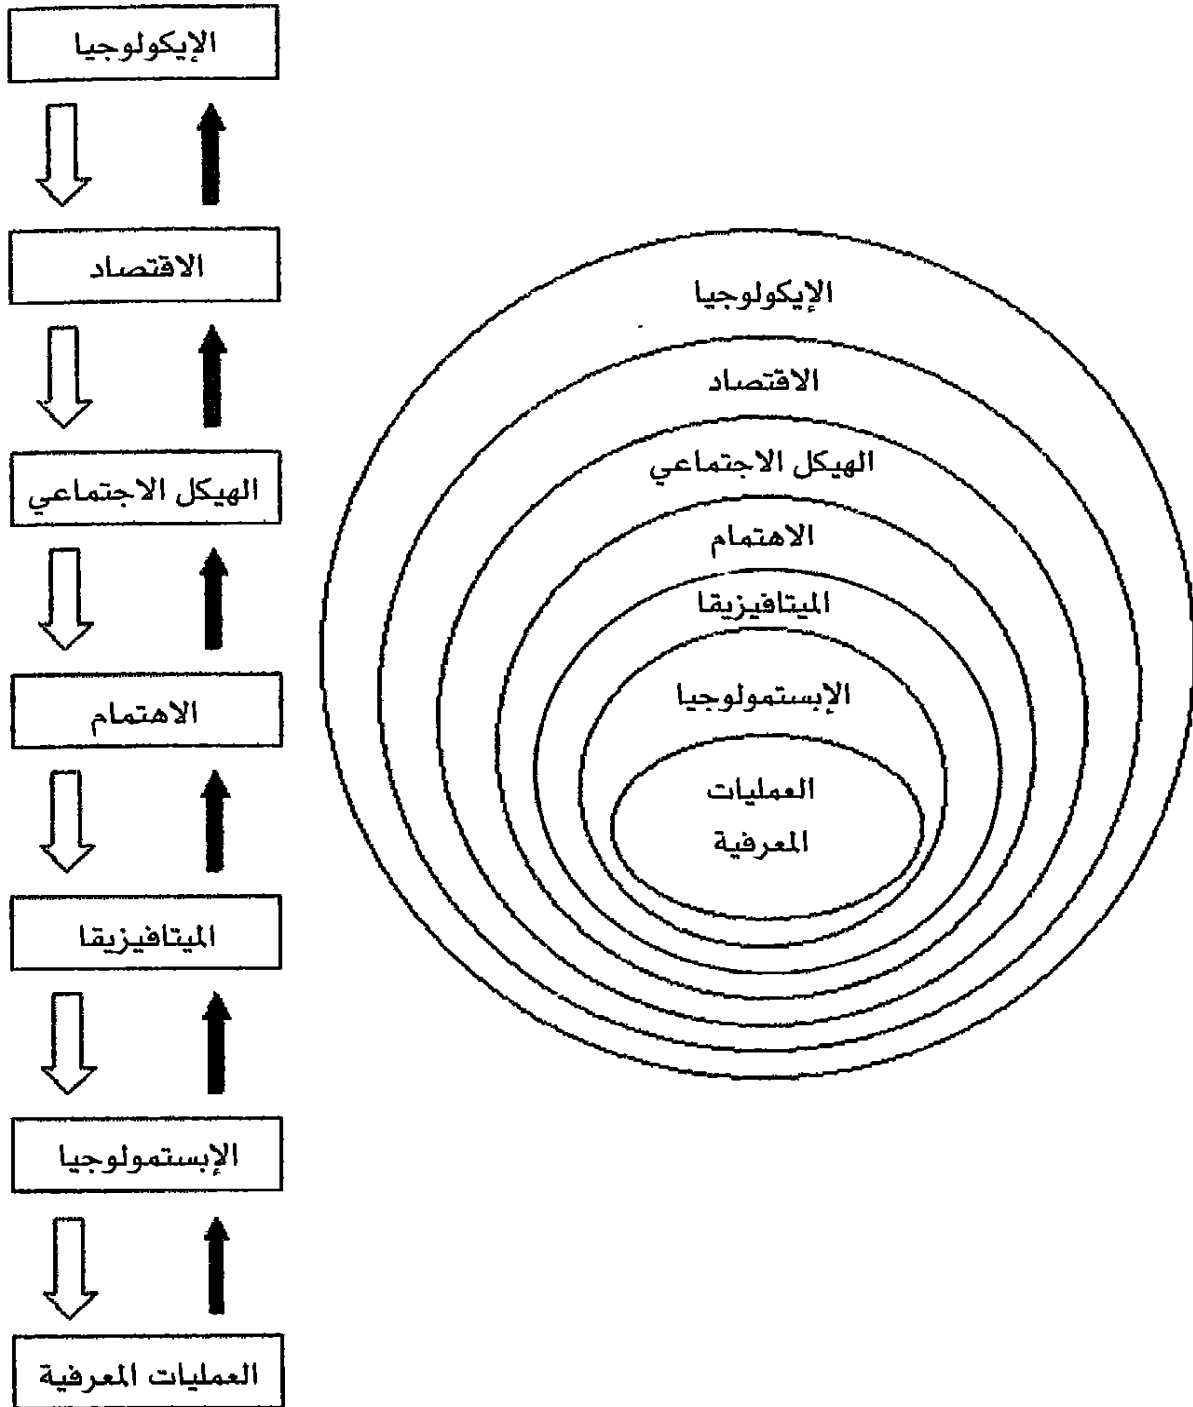 الإيكولوجيا
الاقتصاد
الهيكل الاجتماعي
الاهتمام
الميتافيزيقا
الإبستمولوجيا
العمليات المعرفية
الإيكولوجيا
الاقتصاد
الهيكل الاجتماعي
الاهتمام
الميتافيزيقا
الإبستمولوجيا
العمليات
المعرفية